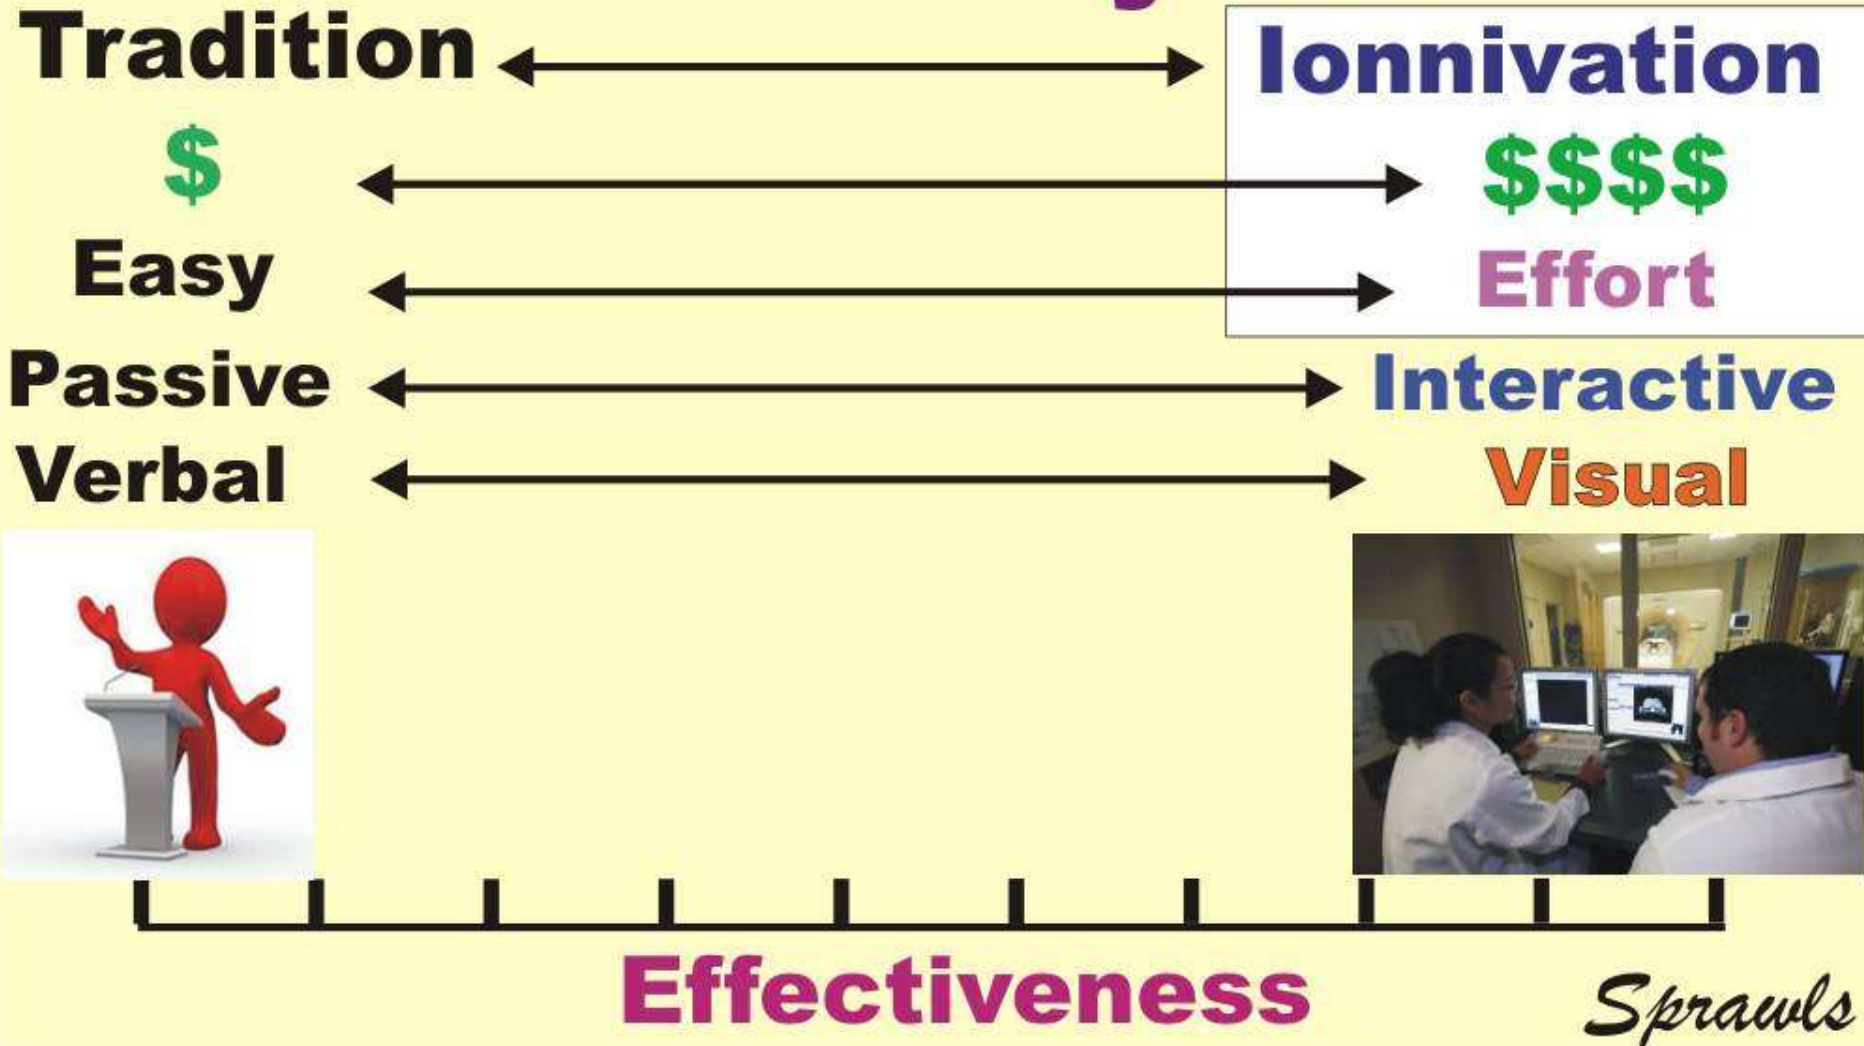 Tradition Ionnivation
$ $$$$
Easy Effort
Passive Interactive
Verbal Visual
Effectiveness
Sprawls